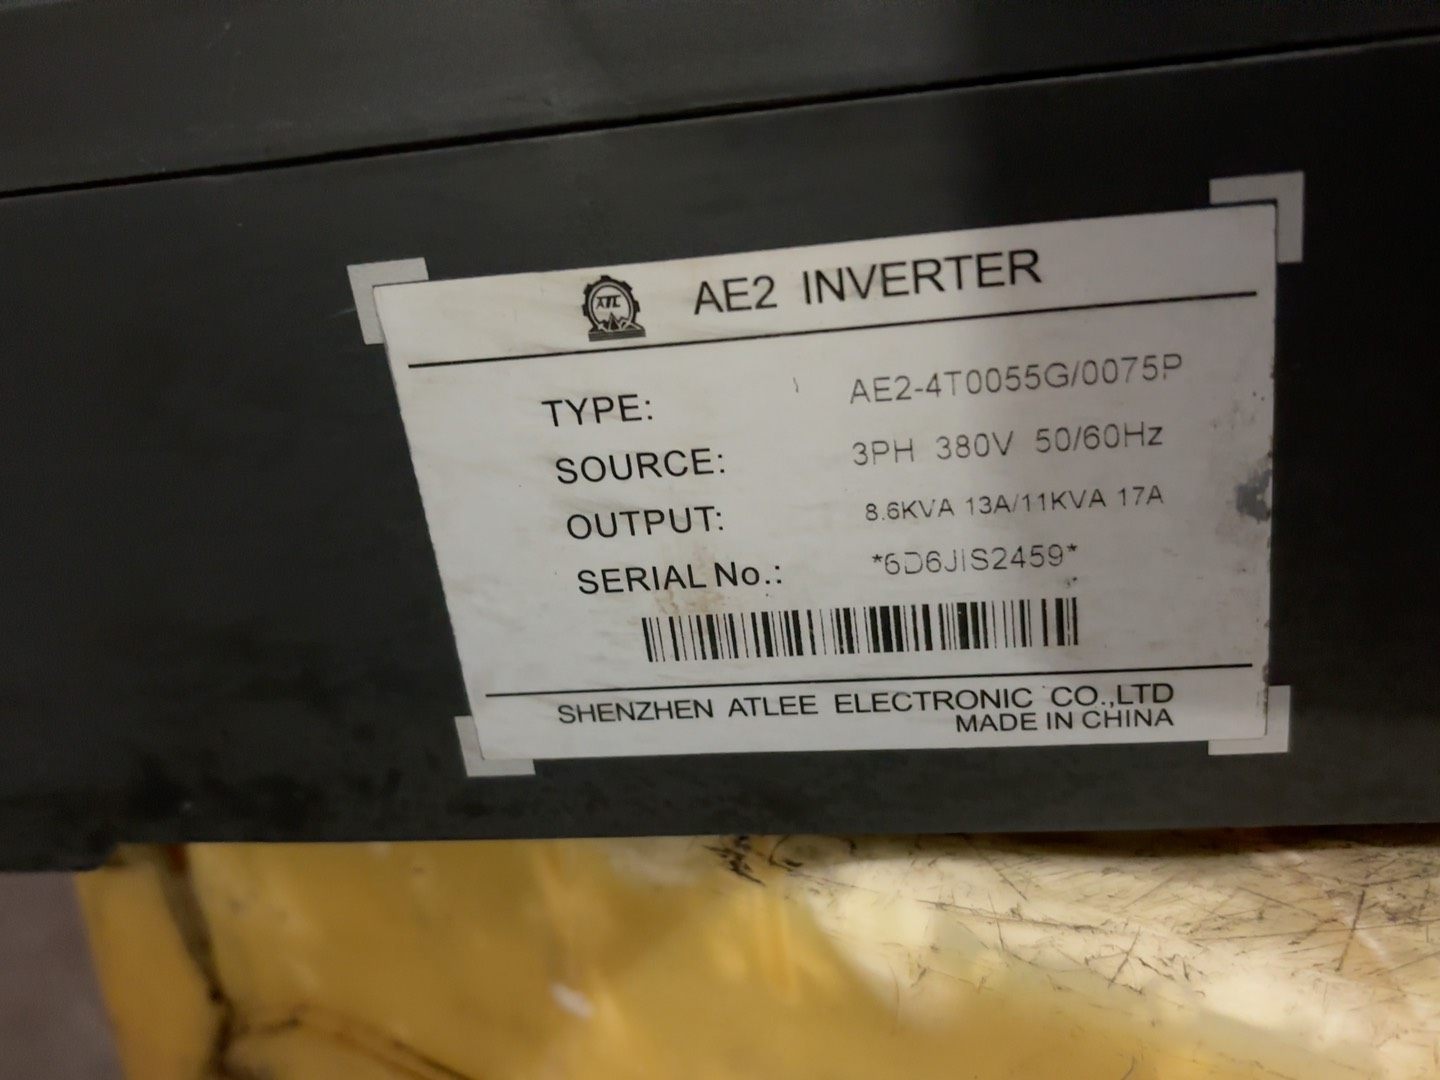 ATL
AE2 INVERTER
TYPE: AE2-4T0055G/0075P
SOURCE: 3PH 380V 50/60Hz
OUTPUT: 8.6KVA 13A/11KVA 17A
SERIAL No.: *6D6JIS2459*
SHENZHEN ATLEE ELECTRONIC CO.,LTD
MADE IN CHINA